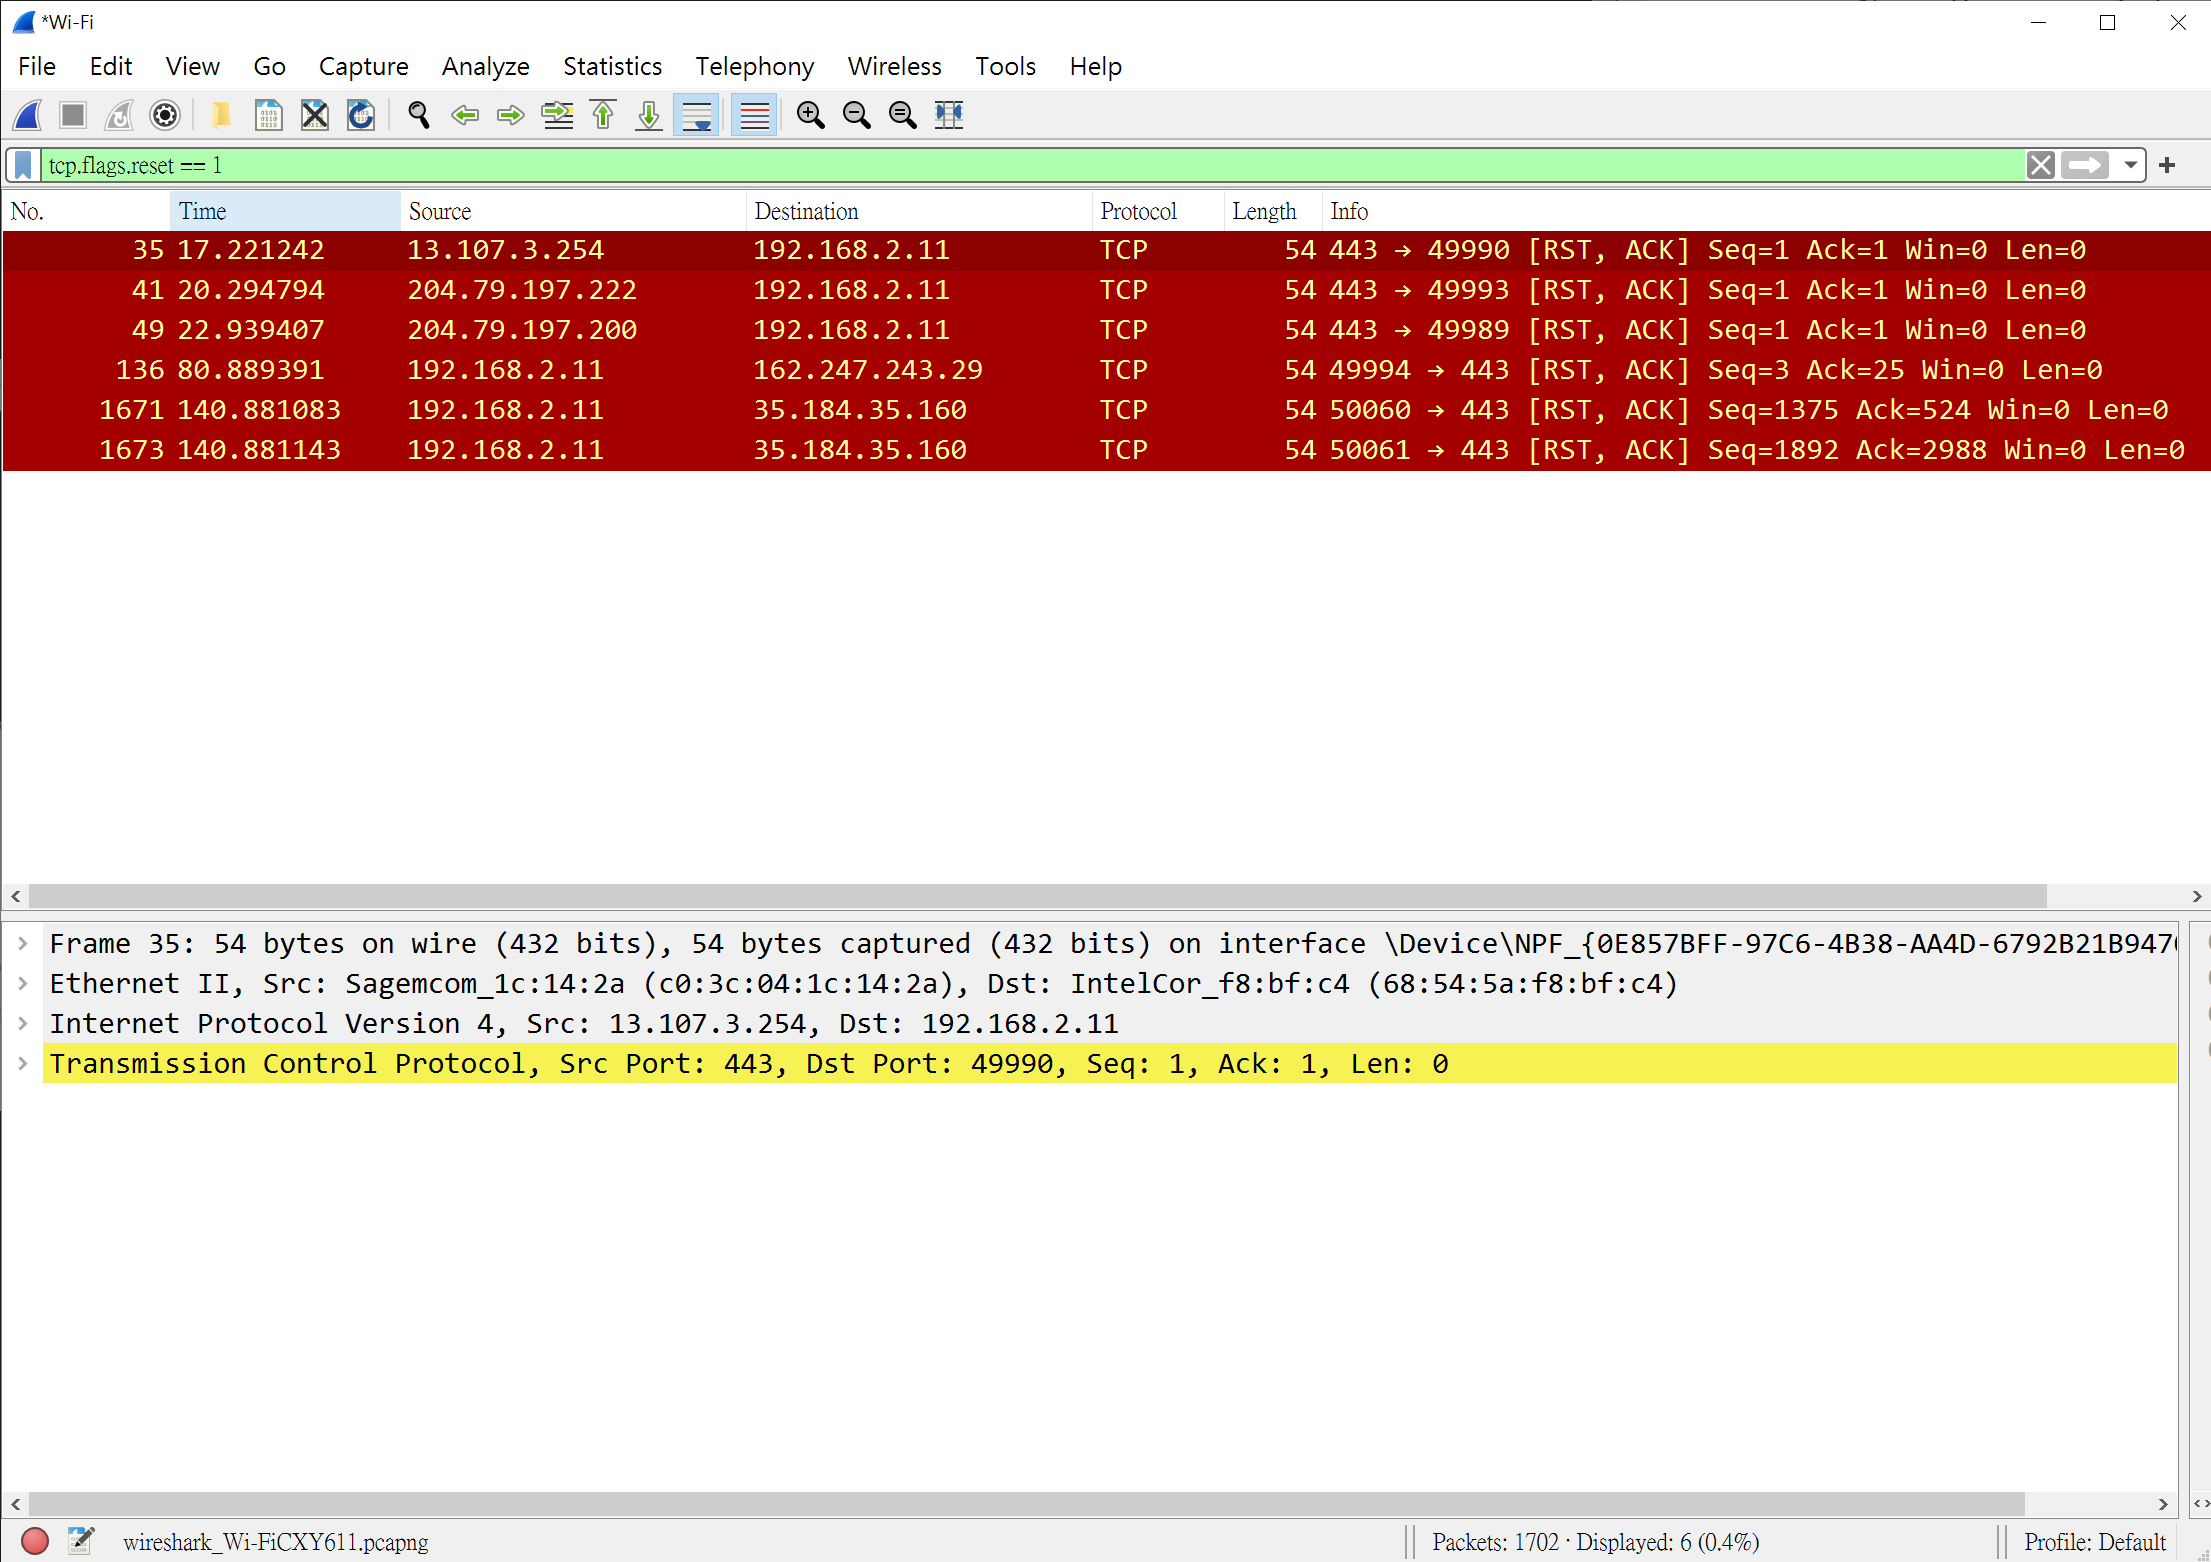 *Wi-Fi
File Edit View Go Capture Analyze Statistics Telephony Wireless Tools Help
tcp.flags.reset == 1
No. Time Source Destination Protocol Length Info
35 17.221242 13.107.3.254 192.168.2.11 TCP 54 443 → 49990 [RST, ACK] Seq=1 Ack=1 Win=0 Len=0
41 20.294794 204.79.197.222 192.168.2.11 TCP 54 443 → 49993 [RST, ACK] Seq=1 Ack=1 Win=0 Len=0
49 22.939407 204.79.197.200 192.168.2.11 TCP 54 443 → 49989 [RST, ACK] Seq=1 Ack=1 Win=0 Len=0
136 80.889391 192.168.2.11 162.247.243.29 TCP 54 49994 → 443 [RST, ACK] Seq=3 Ack=25 Win=0 Len=0
1671 140.881083 192.168.2.11 35.184.35.160 TCP 54 50060 → 443 [RST, ACK] Seq=1375 Ack=524 Win=0 Len=0
1673 140.881143 192.168.2.11 35.184.35.160 TCP 54 50061 → 443 [RST, ACK] Seq=1892 Ack=2988 Win=0 Len=0
Frame 35: 54 bytes on wire (432 bits), 54 bytes captured (432 bits) on interface \Device\NPF_{0E857BFF-97C6-4B38-AA4D-6792B21B947
Ethernet II, Src: Sagemcom_1c:14:2a (c0:3c:04:1c:14:2a), Dst: IntelCor_f8:bf:c4 (68:54:5a:f8:bf:c4)
Internet Protocol Version 4, Src: 13.107.3.254, Dst: 192.168.2.11
Transmission Control Protocol, Src Port: 443, Dst Port: 49990, Seq: 1, Ack: 1, Len: 0
wireshark_Wi-FiCXY611.pcapng Packets: 1702 · Displayed: 6 (0.4%) Profile: Default